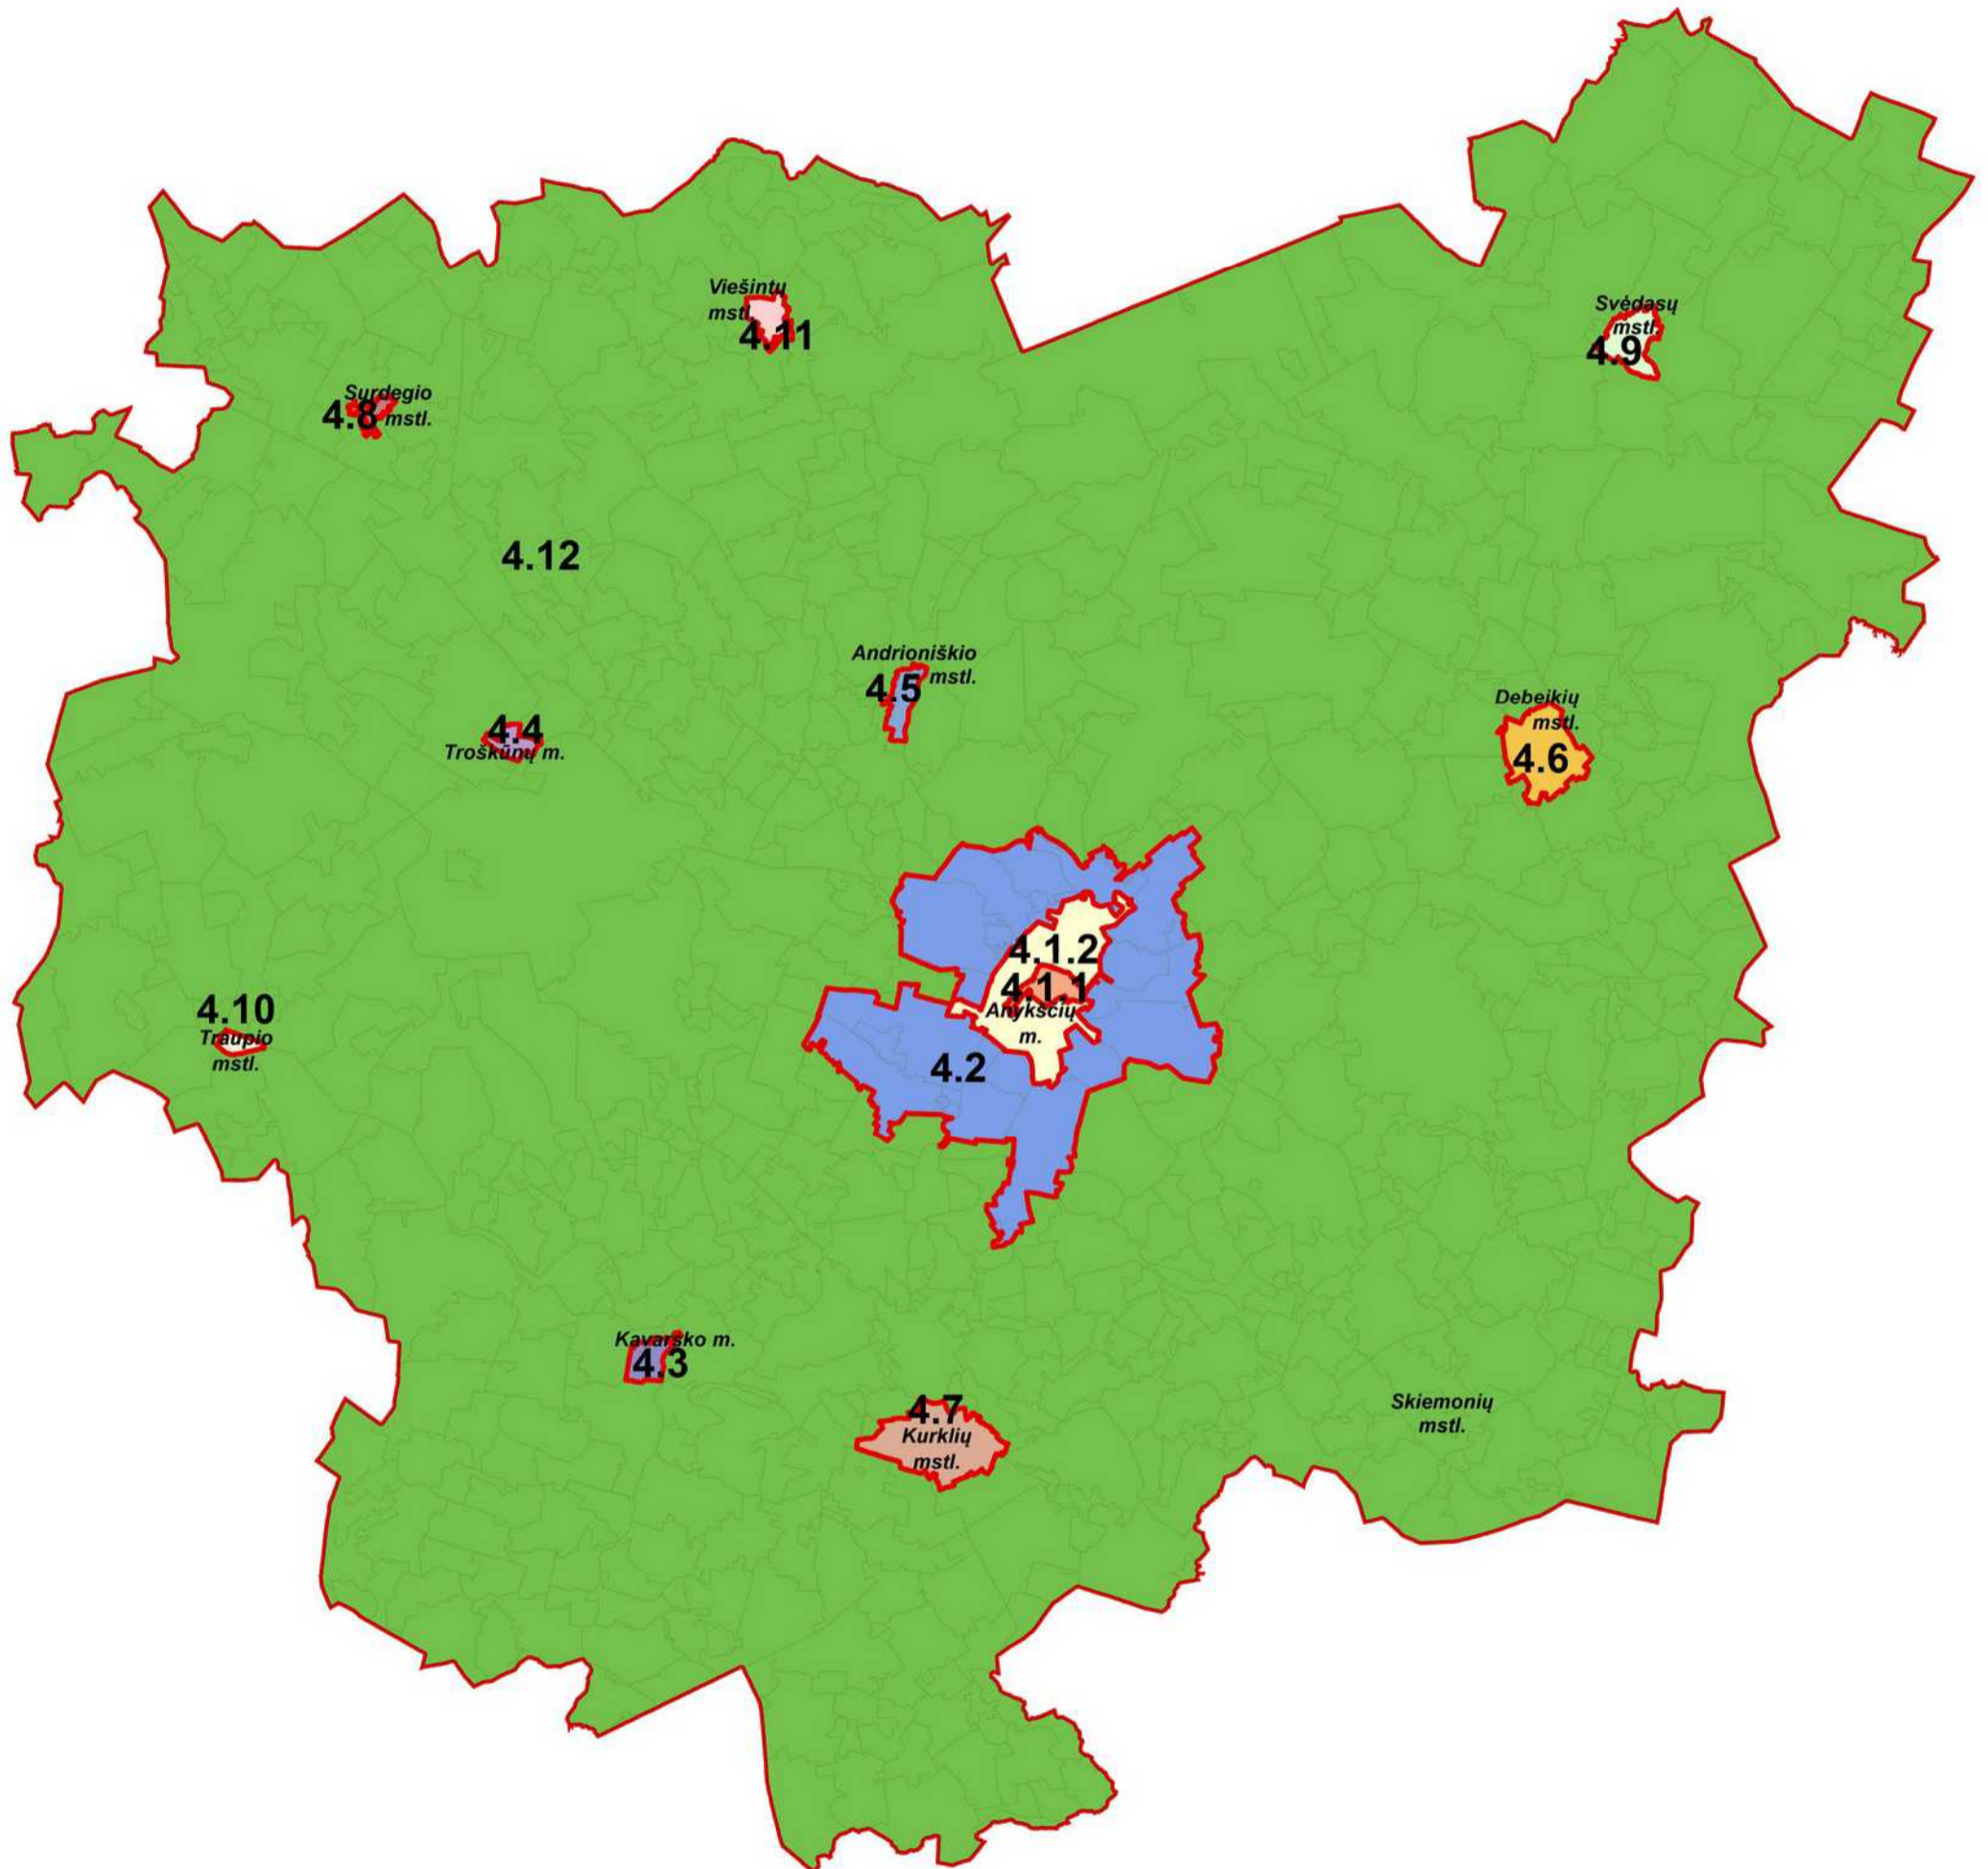 Viešintų
mstl.
4.11
Svėdasų
mstl.
4.9
Surdegio
4.8 mstl.
4.12
Andrioniškio
mstl.
4.5
4.4
Troškūnų m.
Debeikių
mstl.
4.6
4.1.2
4.1.1
Anykščių
m.
4.10
Traupio
mstl.
4.2
Kavarsko m.
4.3
4.7
Kurklių
mstl.
Skiemonių
mstl.